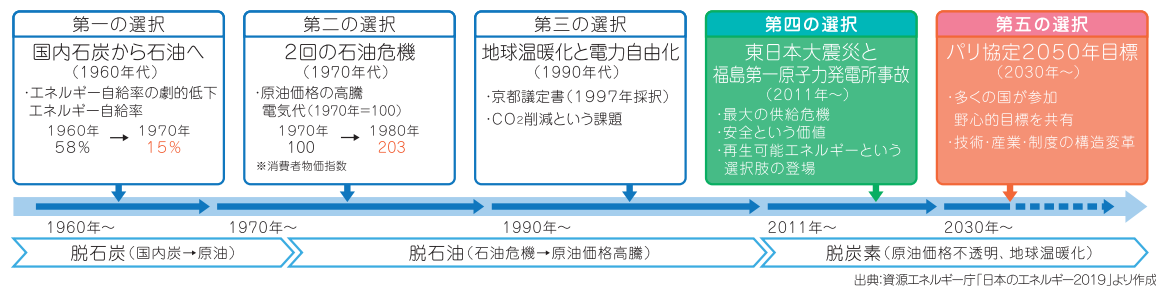 第一の選択
国内石炭から石油へ
（1960年代）
・エネルギー自給率の劇的低下
エネルギー自給率
1960年 → 1970年
58% 15%
第二の選択
2回の石油危機
（1970年代）
・原油価格の高騰
電気代（1970年＝100）
1970年 → 1980年
100 203
※消費者物価指数
第三の選択
地球温暖化と電力自由化
（1990年代）
・京都議定書（1997年採択）
・CO2削減という課題
第四の選択
東日本大震災と
福島第一原子力発電所事故
（2011年～）
・最大の供給危機
・安全という価値
・再生可能エネルギーという
選択肢の登場
第五の選択
パリ協定2050年目標
（2030年～）
・多くの国が参加
野心的目標を共有
・技術・産業・制度の構造変革
1960年～ 1970年～ 1990年～ 2011年～ 2030年～
脱石炭（国内炭→原油） 脱石油（石油危機→原油価格高騰） 脱炭素（原油価格不透明、地球温暖化）
出典:資源エネルギー庁「日本のエネルギー2019」より作成